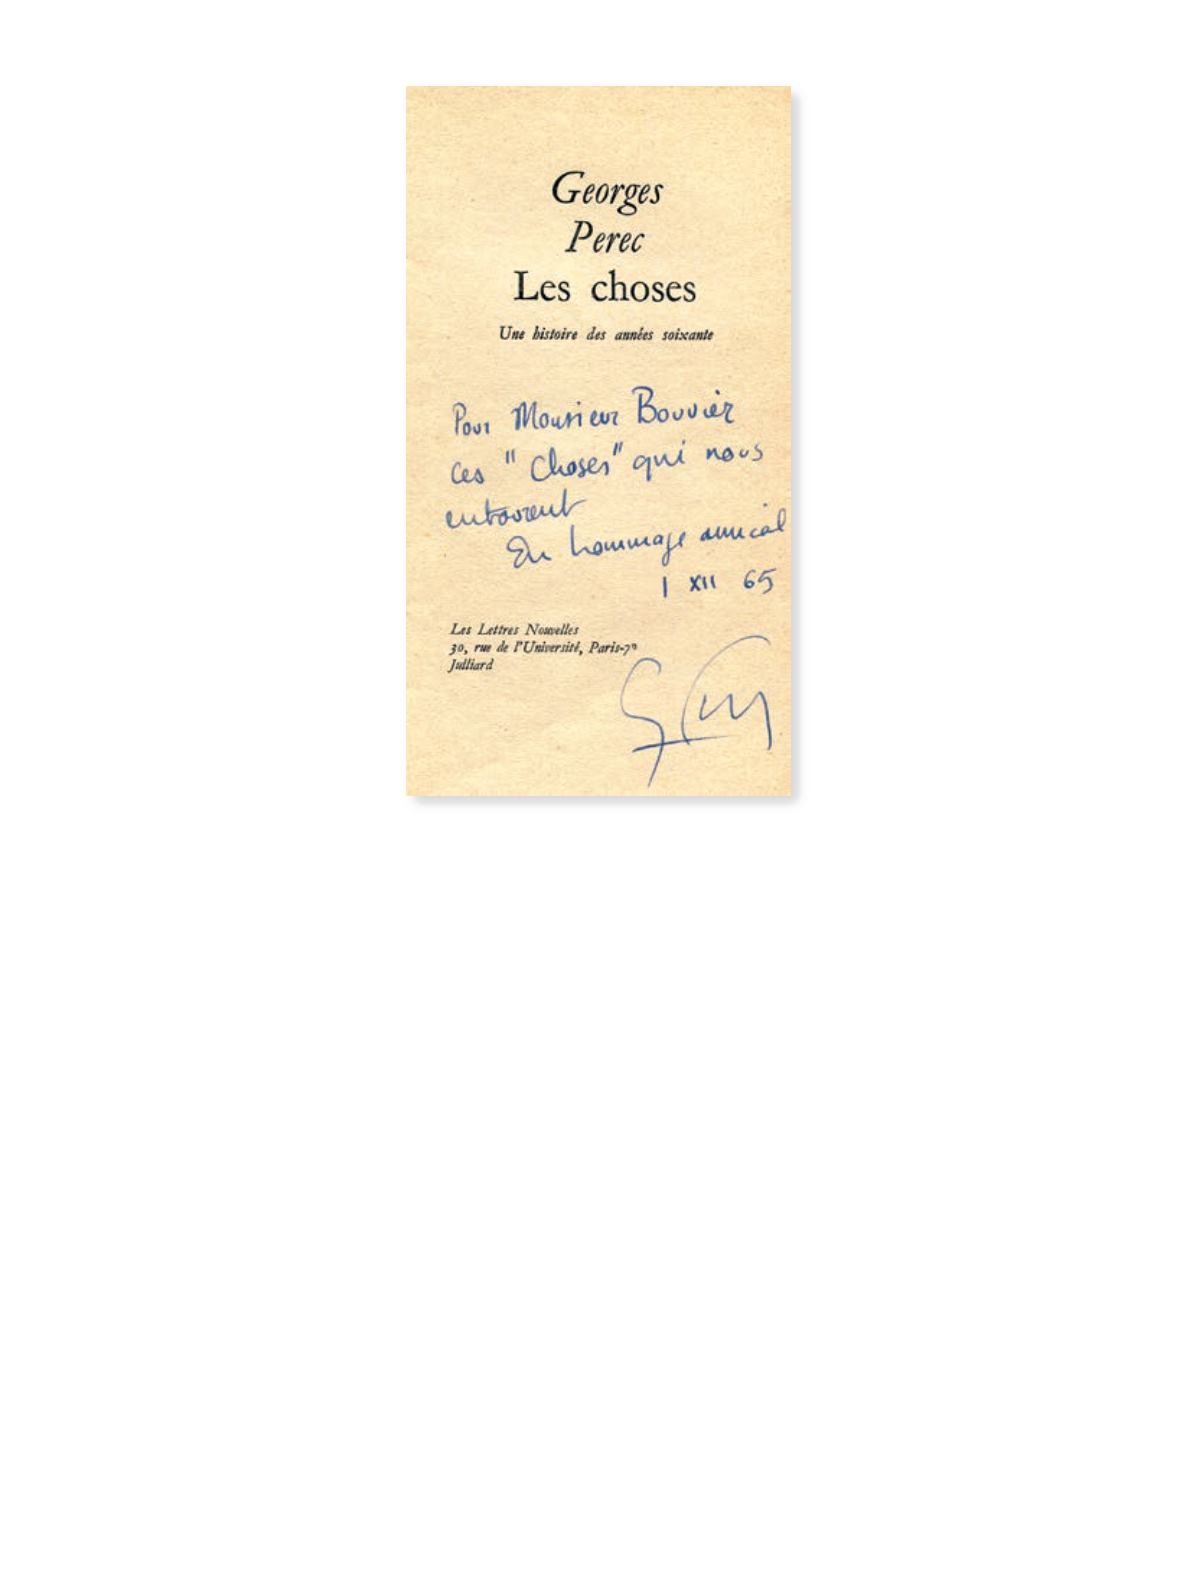 Georges
Perec
Les choses
Une histoire des années soixante
Pour Monsieur Bouvier
ces "Choses" qui nous
entourent
En hommage amical
1 XII 65
Les Lettres Nouvelles
30, rue de l'Université, Paris-7e
Julliard